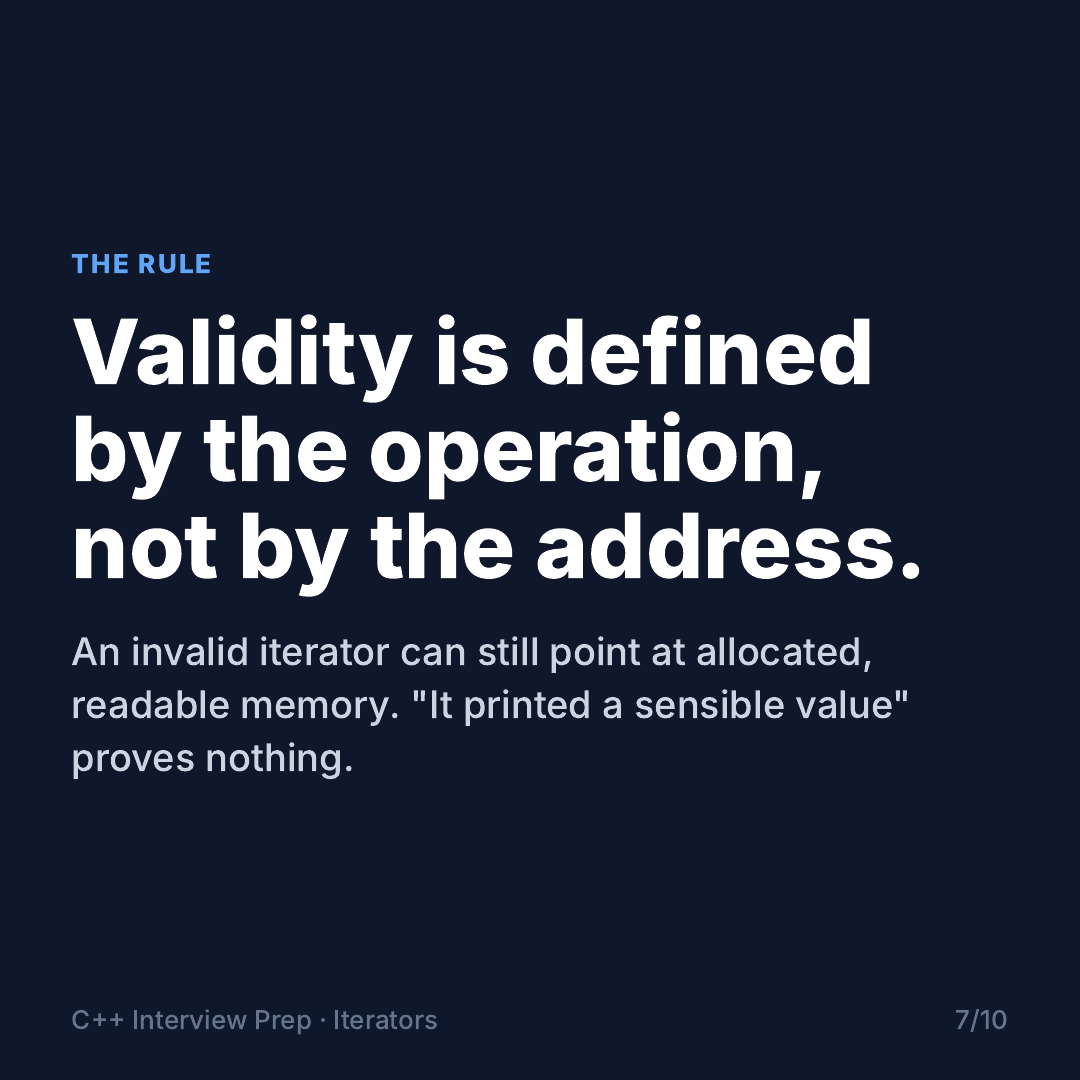 THE RULE
Validity is defined
by the operation,
not by the address.
An invalid iterator can still point at allocated,
readable memory. "It printed a sensible value"
proves nothing.
C++ Interview Prep · Iterators
7/10